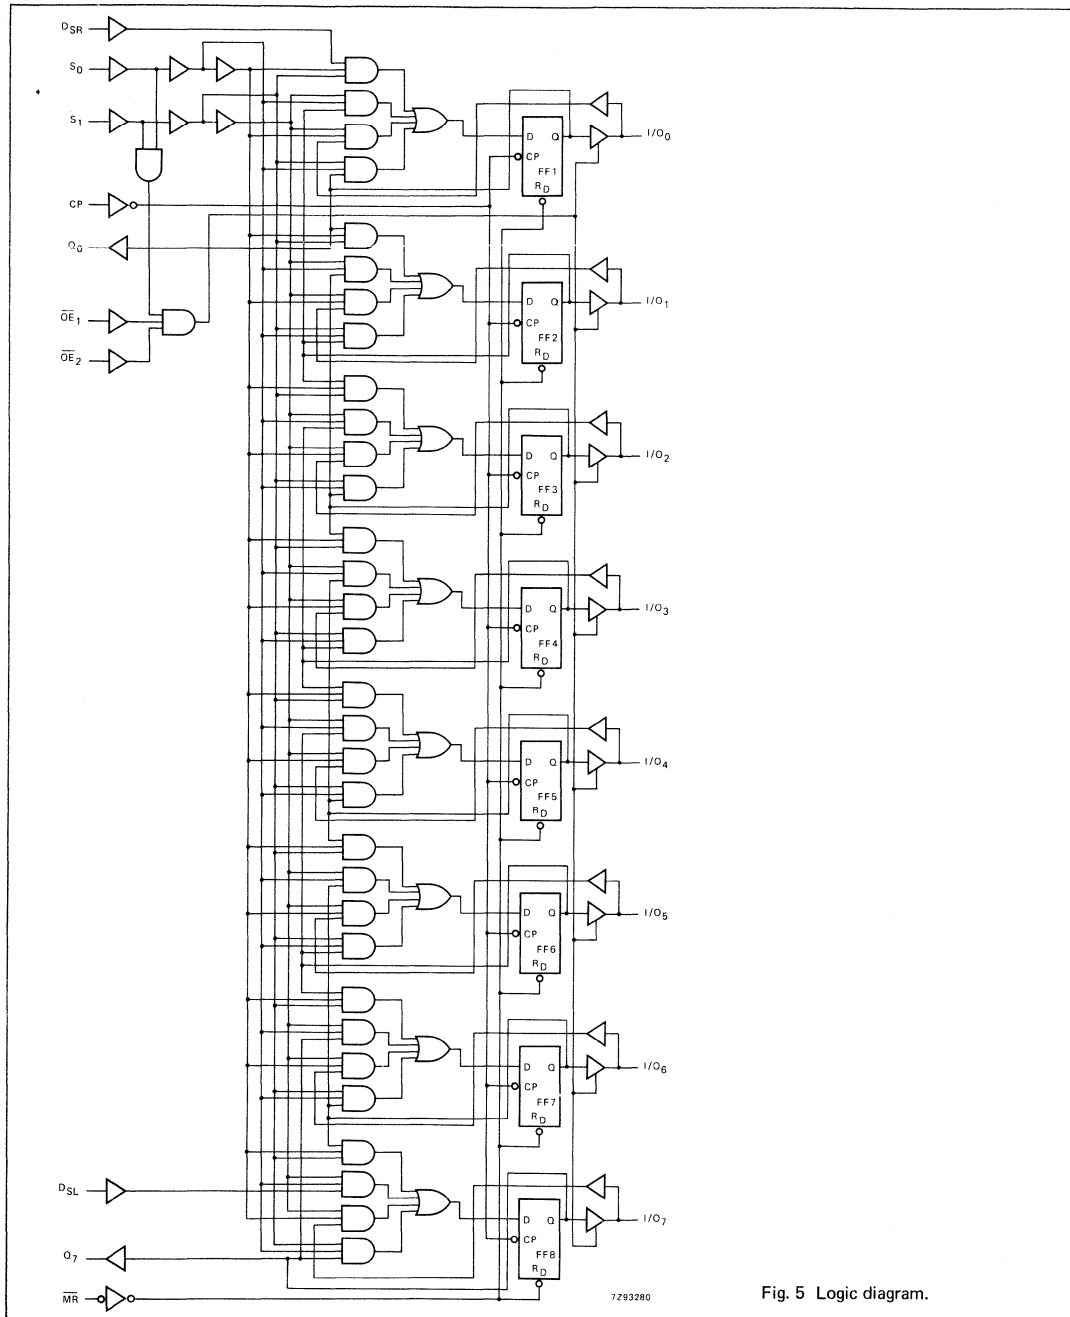 DSR
S0
S1
CP
Q0
OE1
OE2
D Q
CP
FF1
RD
I/O0
D Q
CP
FF2
RD
I/O1
D Q
CP
FF3
RD
I/O2
D Q
CP
FF4
RD
I/O3
D Q
CP
FF5
RD
I/O4
D Q
CP
FF6
RD
I/O5
D Q
CP
FF7
RD
I/O6
DSL
Q7
MR
D Q
CP
FF8
RD
I/O7
7Z93280
Fig. 5 Logic diagram.